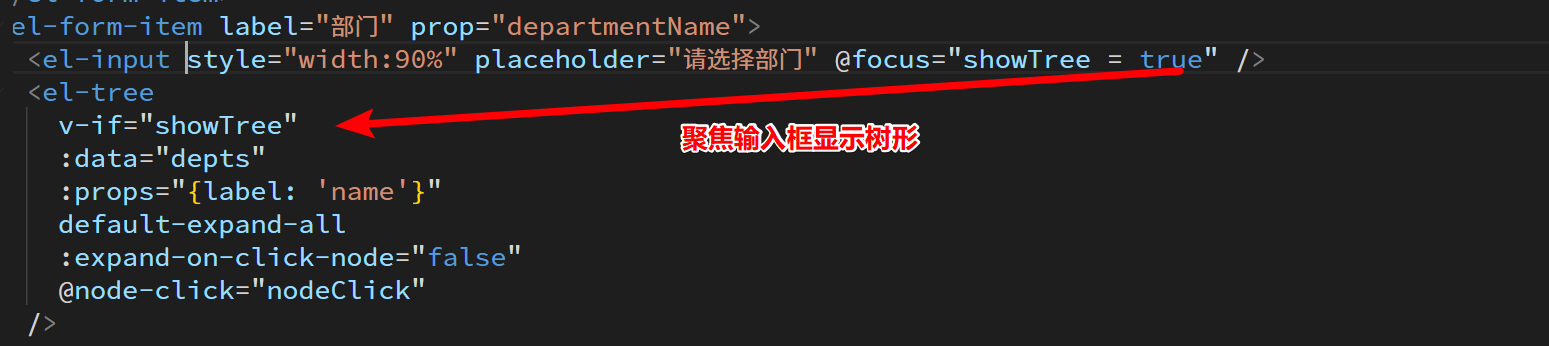 el-form-item label="部门" prop="departmentName">
<el-input style="width:90%" placeholder="请选择部门" @focus="showTree = true" />
<el-tree
v-if="showTree"
聚焦输入框显示树形
:data="depts"
:props="{label: 'name'}"
default-expand-all
:expand-on-click-node="false"
@node-click="nodeClick"
/>